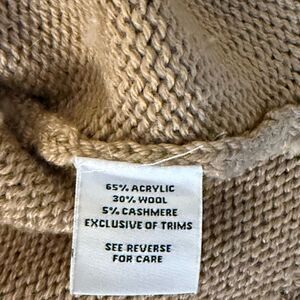 65% ACRYLIC
30% WOOL
5% CASHMERE
EXCLUSIVE OF TRIMS
SEE REVERSE
FOR CARE